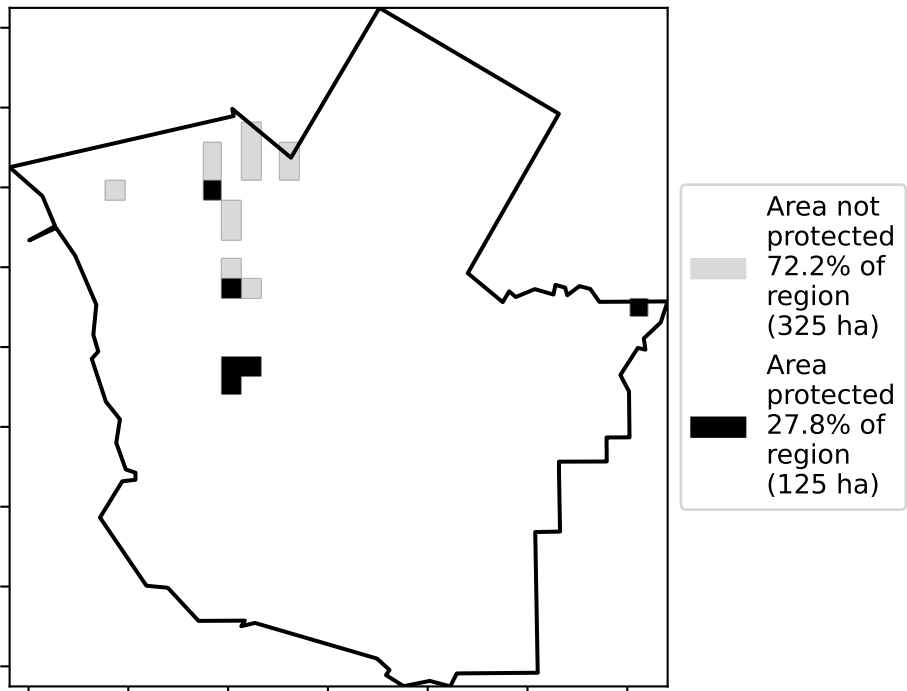 Area not
protected
72.2% of
region
(325 ha)
Area
protected
27.8% of
region
(125 ha)